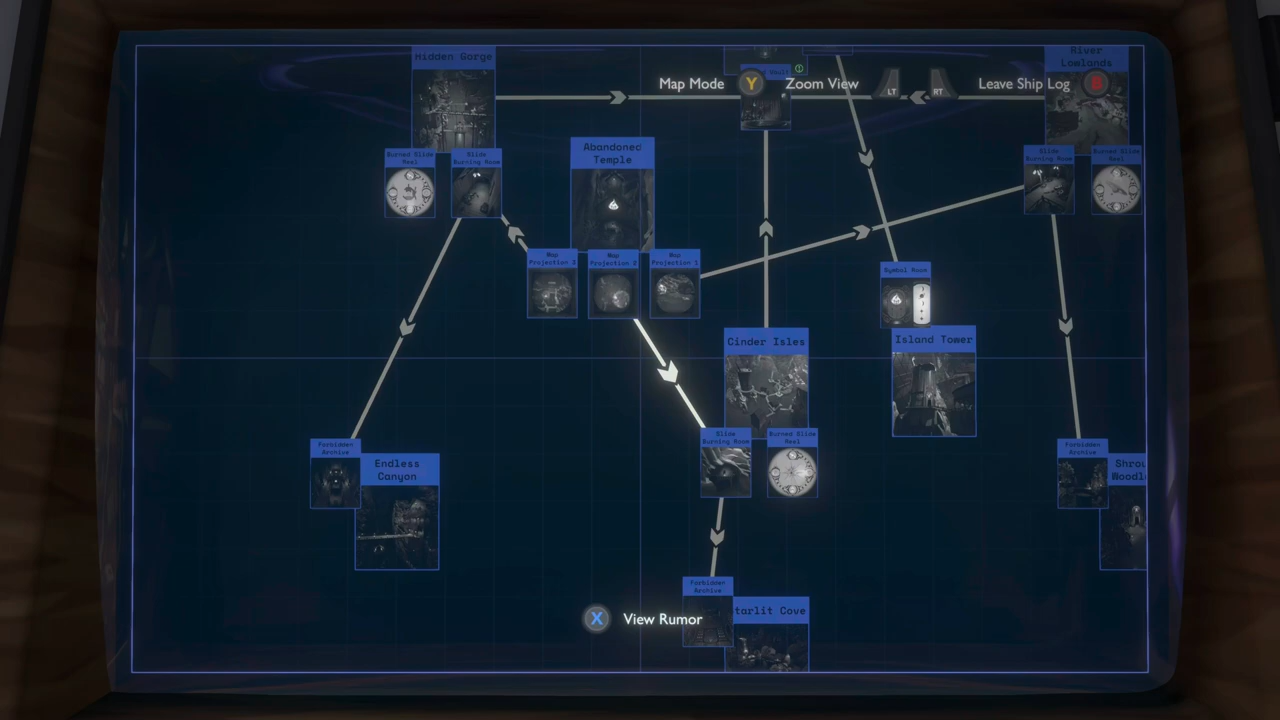 Hidden Gorge
River
Lowlands
Map Mode
Y
Zoom View
LT
RT
Leave Ship Log
B
Burned Slide
Reel
Slide
Burning Room
Abandoned
Temple
Slide
Burning Room
Burned Slide
Reel
Map
Projection 3
Map
Projection 2
Map
Projection 1
Symbol Room
Island Tower
Cinder Isles
Slide
Burning Room
Burned Slide
Reel
Forbidden
Archive
Endless
Canyon
Forbidden
Archive
Shrou
Woodl
Forbidden
Archive
tarlit Cove
X
View Rumor